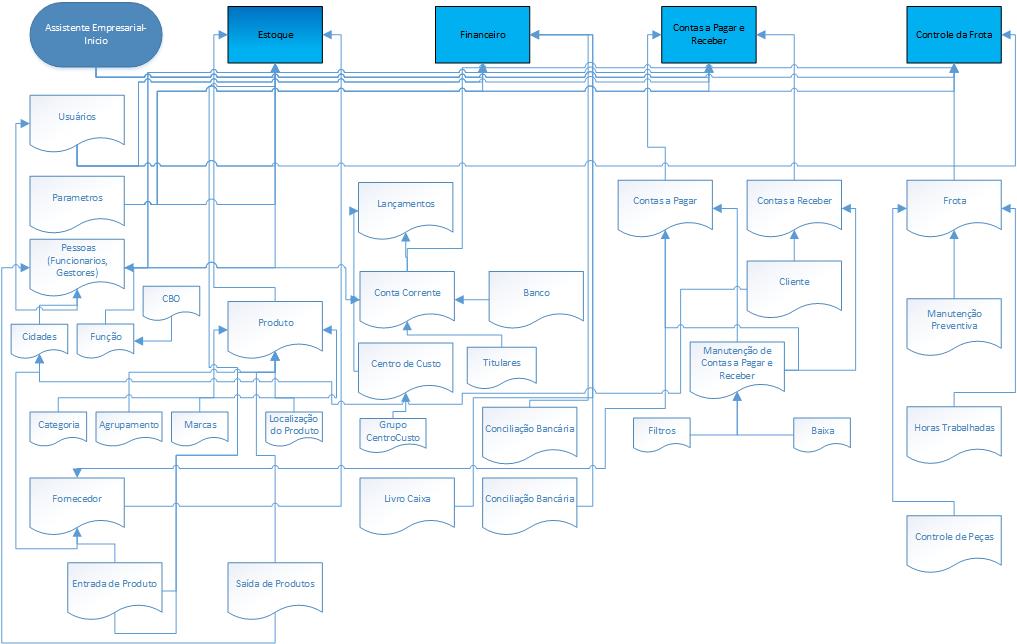 Assistente Empresarial-
Inicio
Estoque
Financeiro
Contas a Pagar e
Receber
Controle da Frota
Usuários
Parametros
Pessoas
(Funcionarios,
Gestores)
CBO
Cidades
Função
Produto
Lançamentos
Conta Corrente
Banco
Centro de Custo
Titulares
Contas a Pagar
Contas a Receber
Cliente
Manutenção de
Contas a Pagar e
Receber
Frota
Manutenção
Preventiva
Categoria
Agrupamento
Marcas
Localização
do Produto
Grupo
CentroCusto
Conciliação Bancária
Filtros
Baixa
Horas Trabalhadas
Fornecedor
Livro Caixa
Conciliação Bancária
Controle de Peças
Entrada de Produto
Saída de Produtos